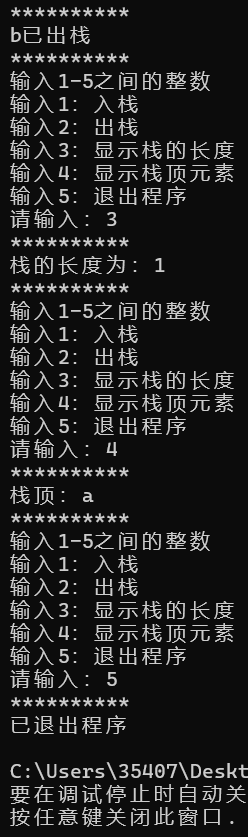 **********
b已出栈
**********
输入1-5之间的整数
输入1: 入栈
输入2: 出栈
输入3: 显示栈的长度
输入4: 显示栈顶元素
输入5: 退出程序
请输入: 3
**********
栈的长度为: 1
**********
输入1-5之间的整数
输入1: 入栈
输入2: 出栈
输入3: 显示栈的长度
输入4: 显示栈顶元素
输入5: 退出程序
请输入: 4
**********
栈顶: a
**********
输入1-5之间的整数
输入1: 入栈
输入2: 出栈
输入3: 显示栈的长度
输入4: 显示栈顶元素
输入5: 退出程序
请输入: 5
**********
已退出程序
C:\Users\35407\Deskt
要在调试停止时自动关
按任意键关闭此窗口.